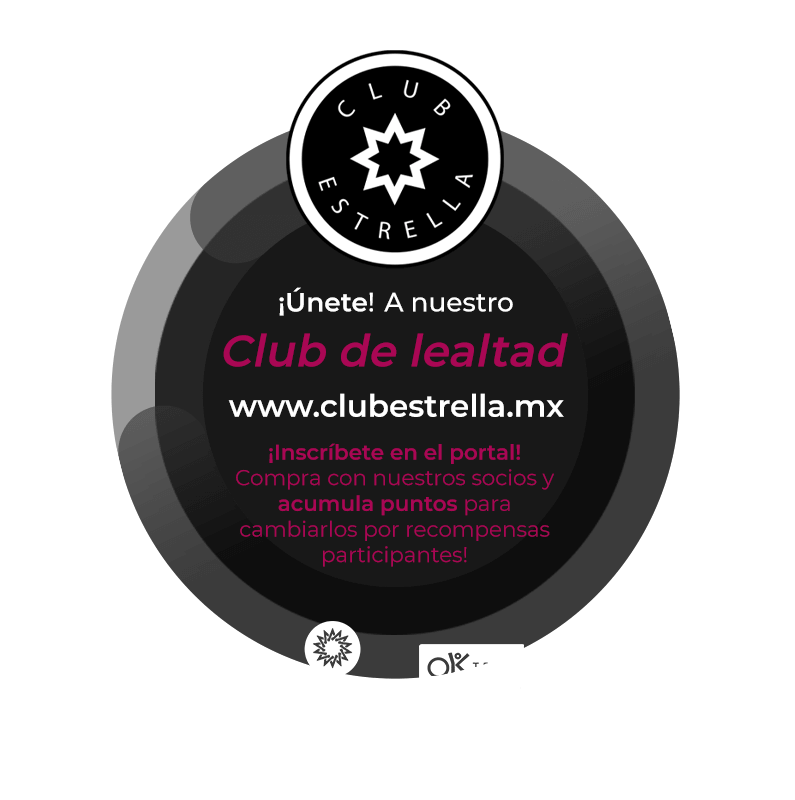 CLUB
ESTRELLA
¡Únete! A nuestro
Club de lealtad
www.clubestrella.mx
¡Inscríbete en el portal!
Compra con nuestros socios y
acumula puntos para
cambiarlos por recompensas
participantes!
OK